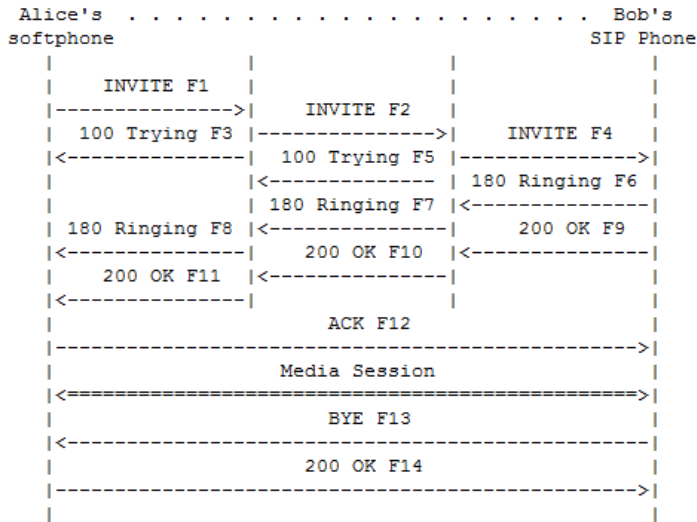 Alice's . . . . . . . . . . . . . . . . . . . . Bob's
softphone SIP Phone
INVITE F1
INVITE F2
100 Trying F3 INVITE F4
100 Trying F5
180 Ringing F6
180 Ringing F7
180 Ringing F8 200 OK F9
200 OK F10
200 OK F11
ACK F12
Media Session
BYE F13
200 OK F14